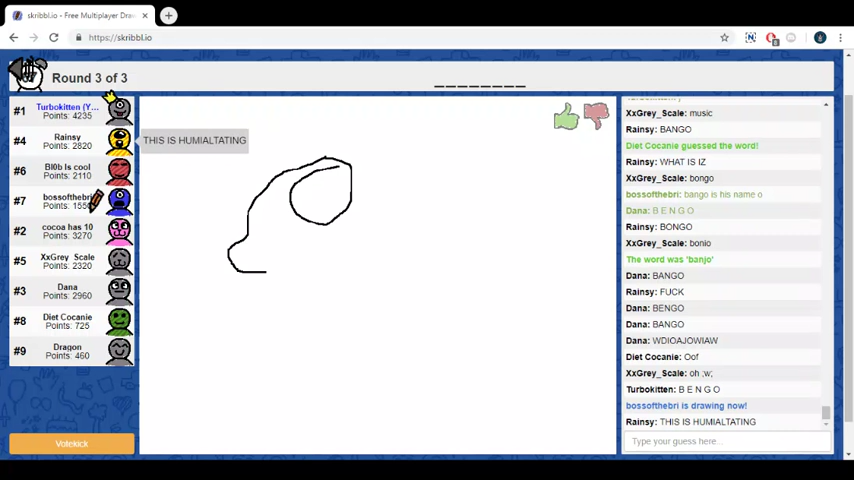 skribbl.io - Free Multiplayer Dra
https://skribbl.io
Round 3 of 3
________
#1 Turbokitten (Y...
Points: 4235
#4 Rainsy
Points: 2820
#6 Bl0b Is cool
Points: 2110
#7 bossofthebri
#2 cocoa has 10
Points: 3270
#5 XxGrey_Scale
Points: 2320
#3 Dana
Points: 2960
#8 Diet Cocanie
Points: 725
#9 Dragon
Points: 460
Votekick
THIS IS HUMIALTATING
XxGrey_Scale: music
Rainsy: BANGO
Diet Cocanie guessed the word!
Rainsy: WHAT IS IZ
XxGrey_Scale: bongo
bossofthebri: bango is his name o
Dana: B E N G O
Rainsy: BONGO
XxGrey_Scale: bonio
The word was 'banjo'
Dana: BANGO
Rainsy: FUCK
Dana: BENGO
Dana: BANGO
Dana: WDIOAJOWIAW
Diet Cocanie: Oof
XxGrey_Scale: oh ;w;
Turbokitten: B E N G O
bossofthebri is drawing now!
Rainsy: THIS IS HUMIALTATING
Type your guess here...